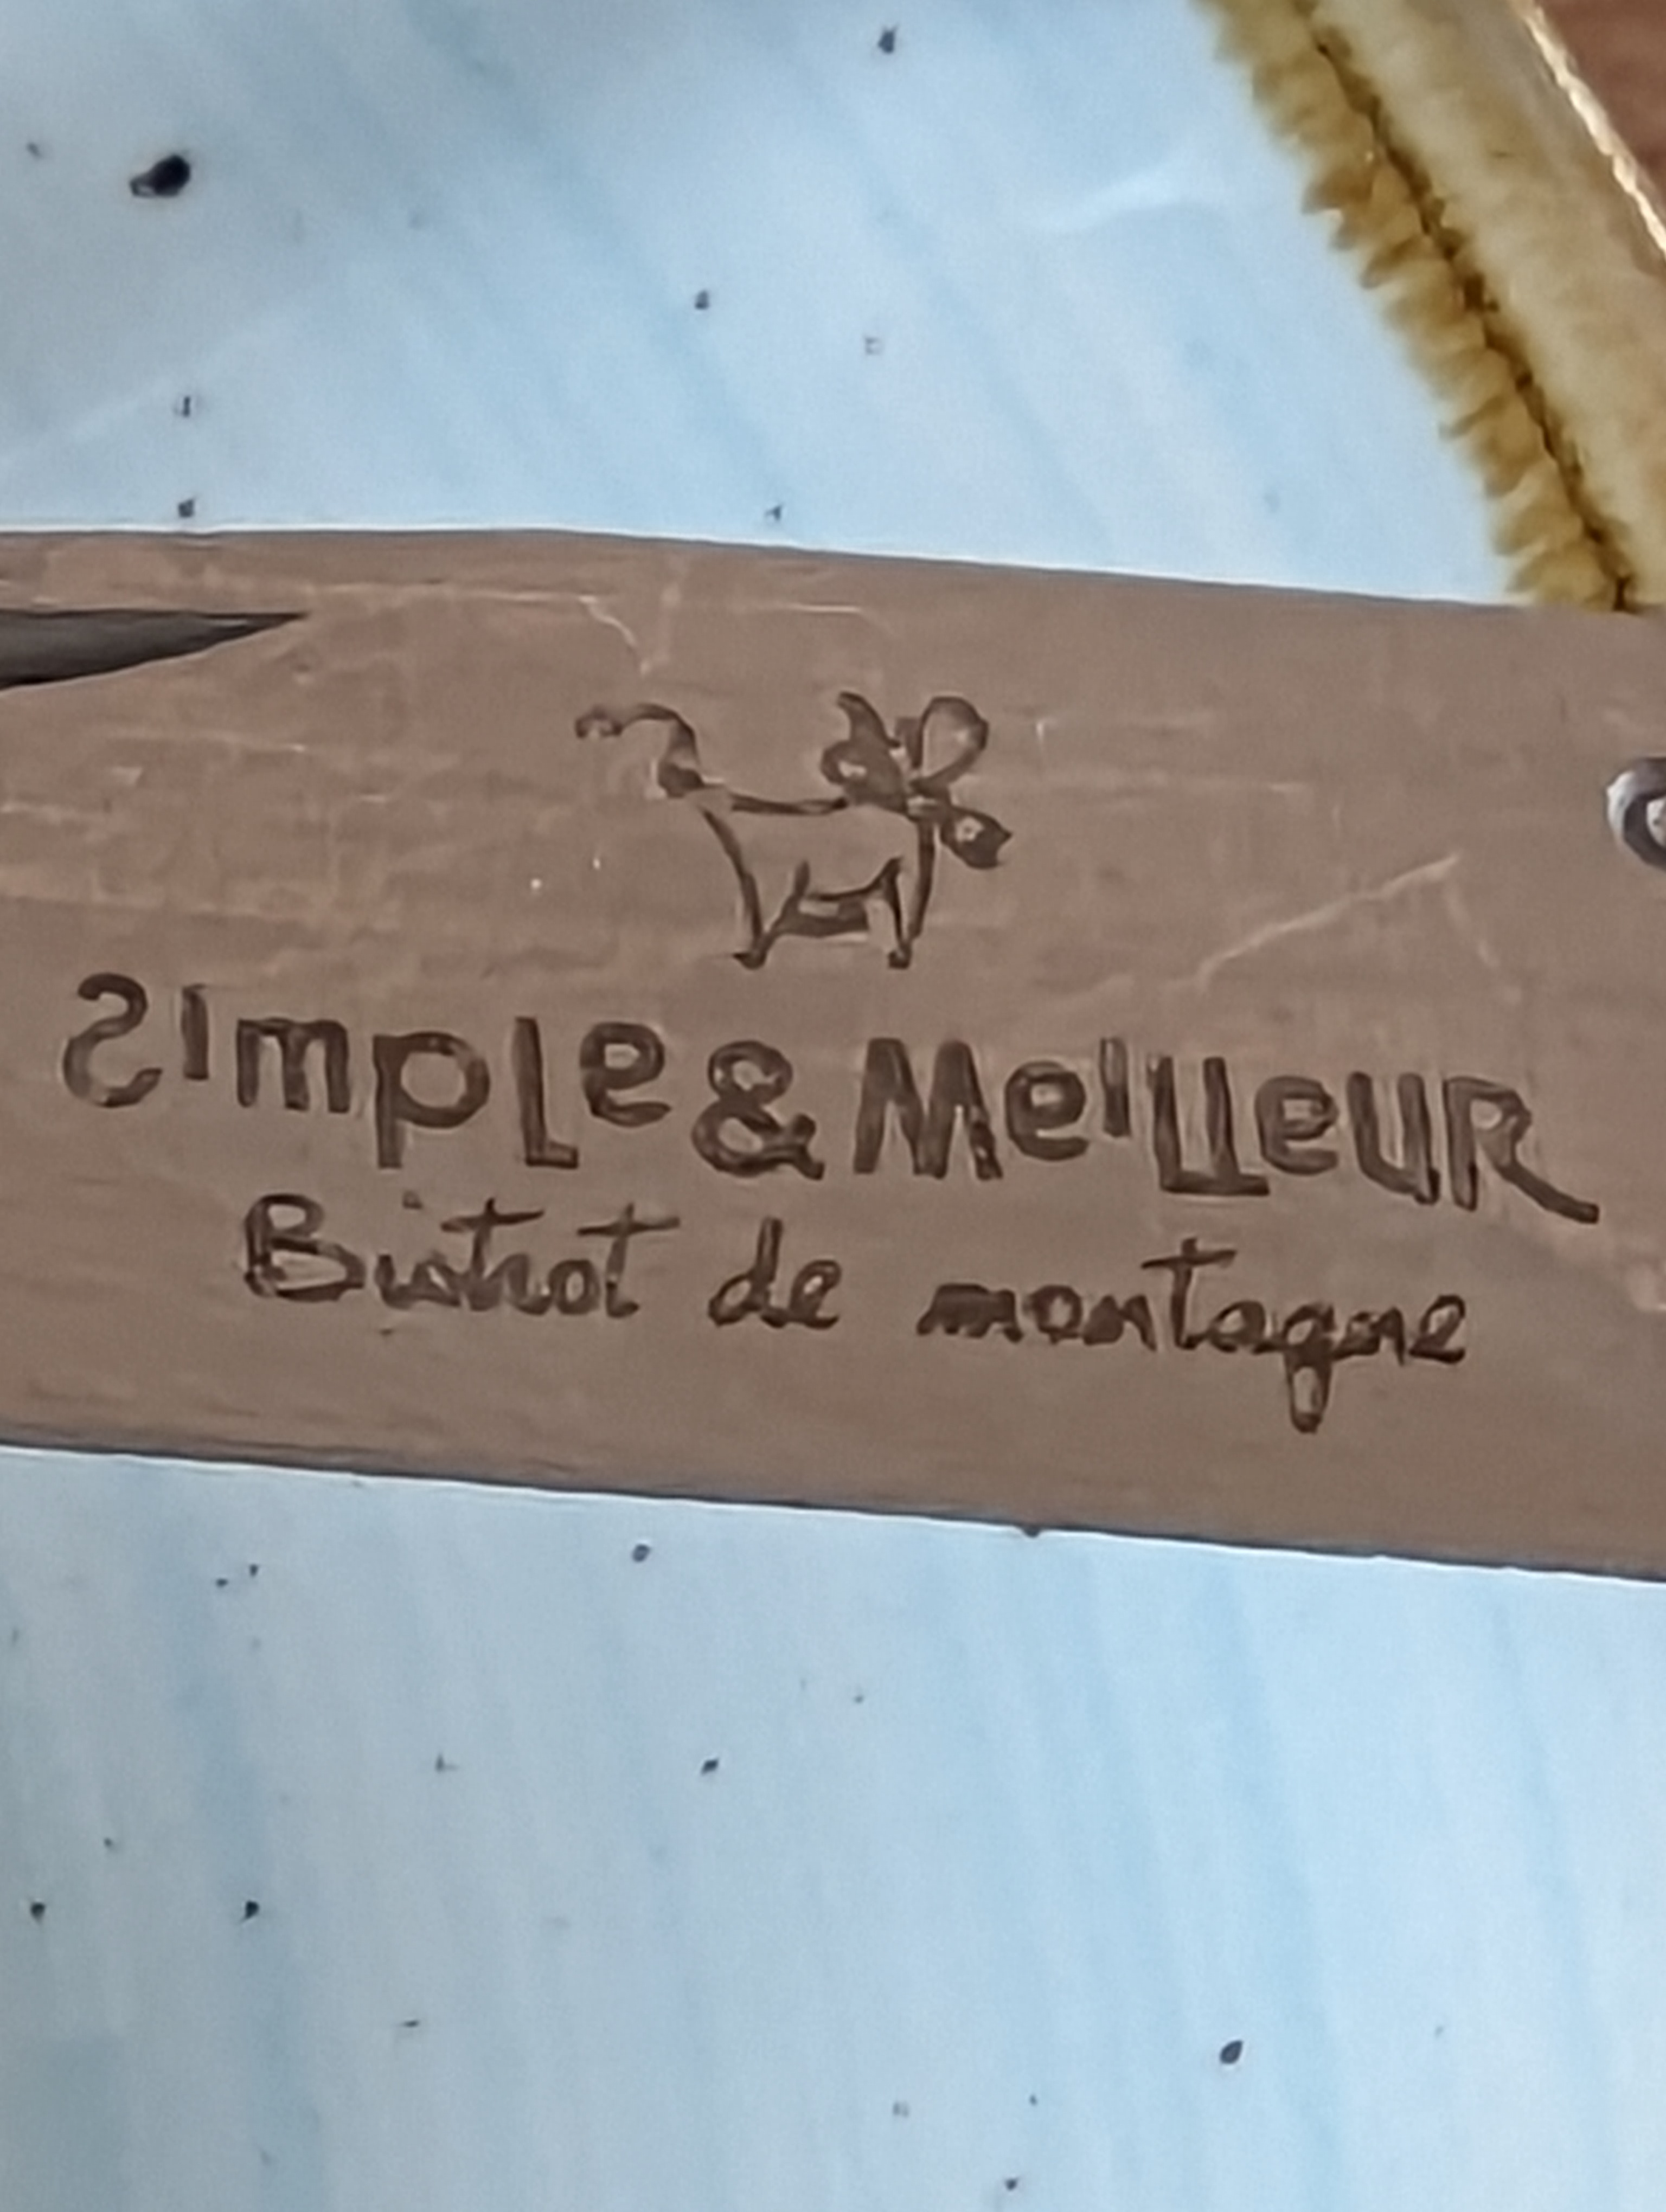 Simple & Meilleur
Bistrot de montagne